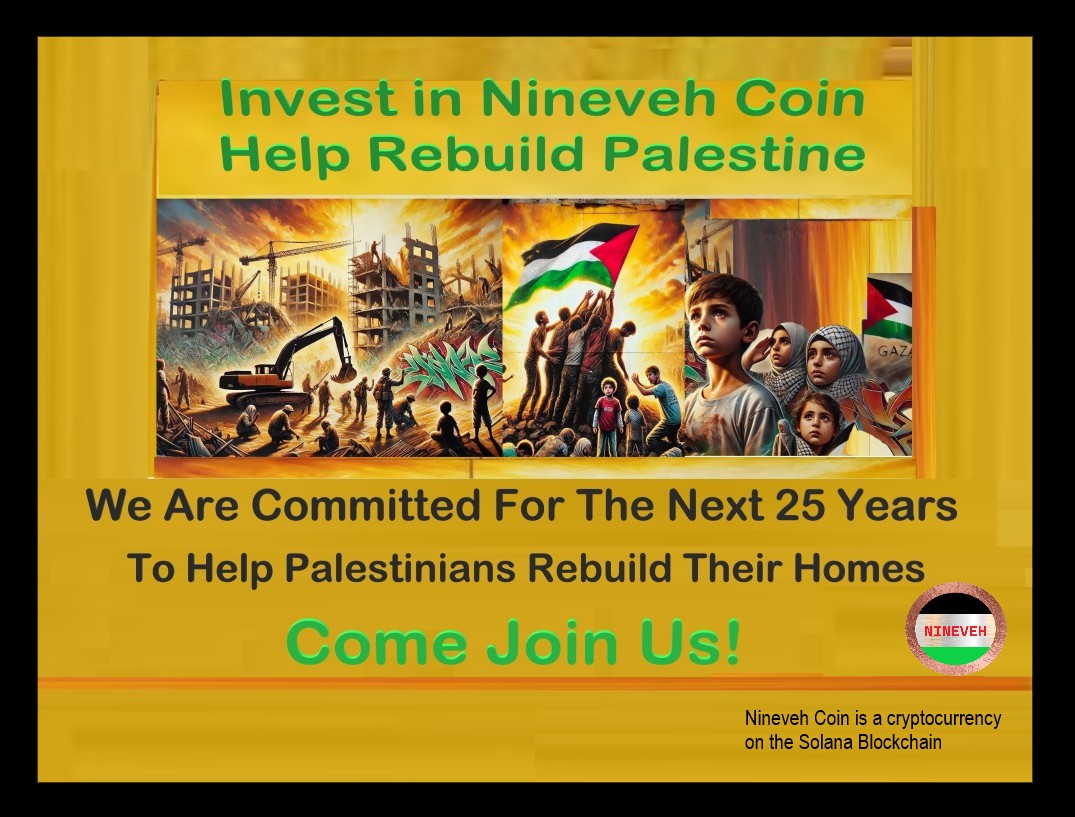 Invest in Nineveh Coin
Help Rebuild Palestine
GAZA
We Are Committed For The Next 25 Years
To Help Palestinians Rebuild Their Homes
NINEVEH
Come Join Us!
Nineveh Coin is a cryptocurrency
on the Solana Blockchain